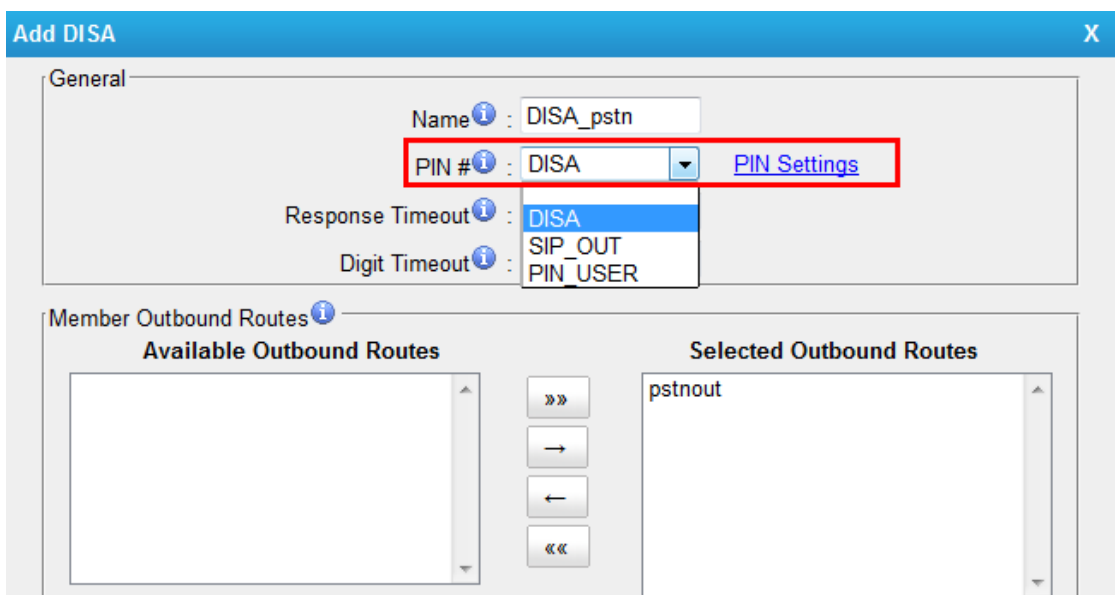 Add DISA X
General
Name : DISA_pstn
PIN # : DISA PIN Settings
Response Timeout :
DISA
SIP_OUT
Digit Timeout :
PIN_USER
Member Outbound Routes
Available Outbound Routes Selected Outbound Routes
»» pstnout
→
←
««